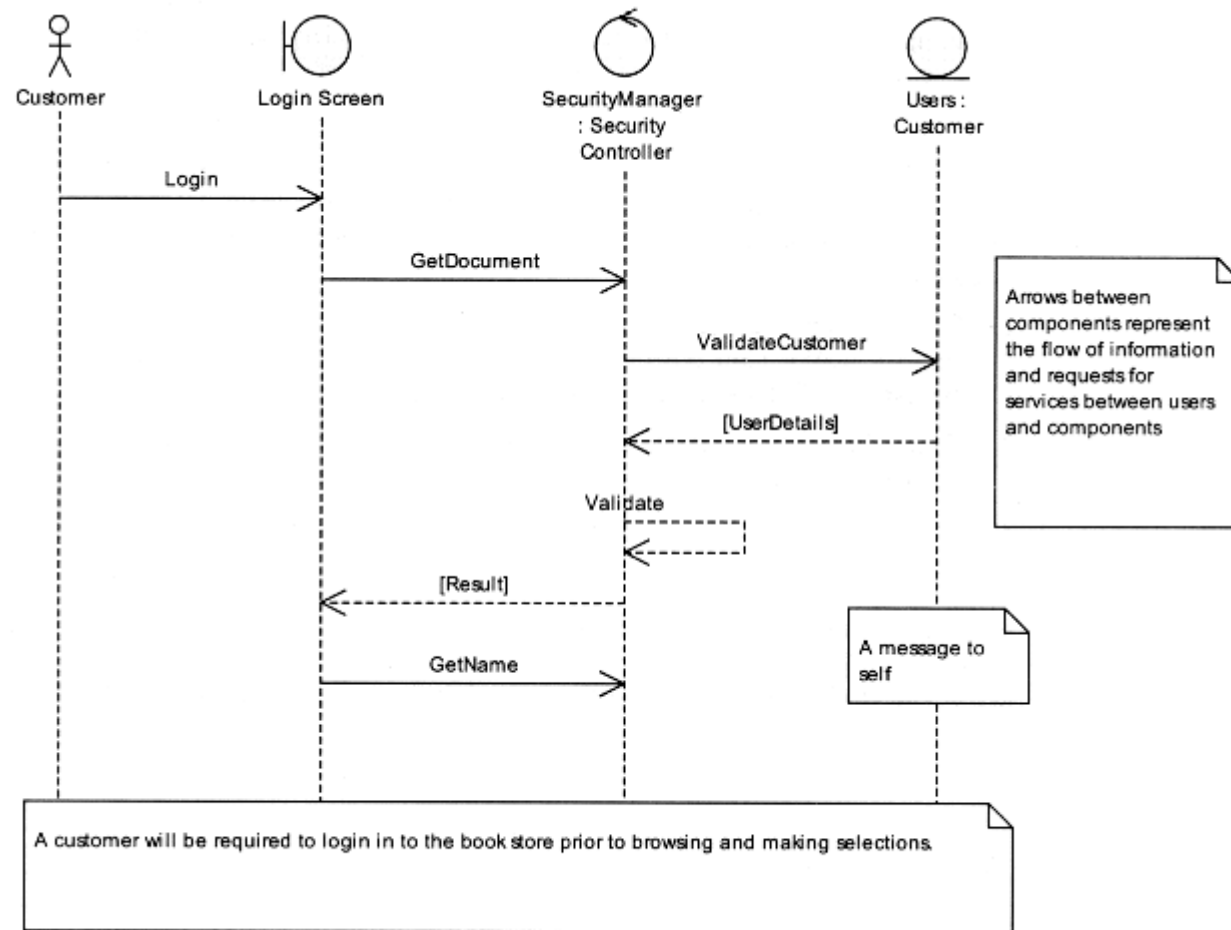 Customer
Login Screen
SecurityManager
: Security
Controller
Users :
Customer
Login
GetDocument
ValidateCustomer
[UserDetails]
Validate
[Result]
GetName
Arrows between
components represent
the flow of information
and requests for
services between users
and components
A message to
self
A customer will be required to login in to the book store prior to browsing and making selections.